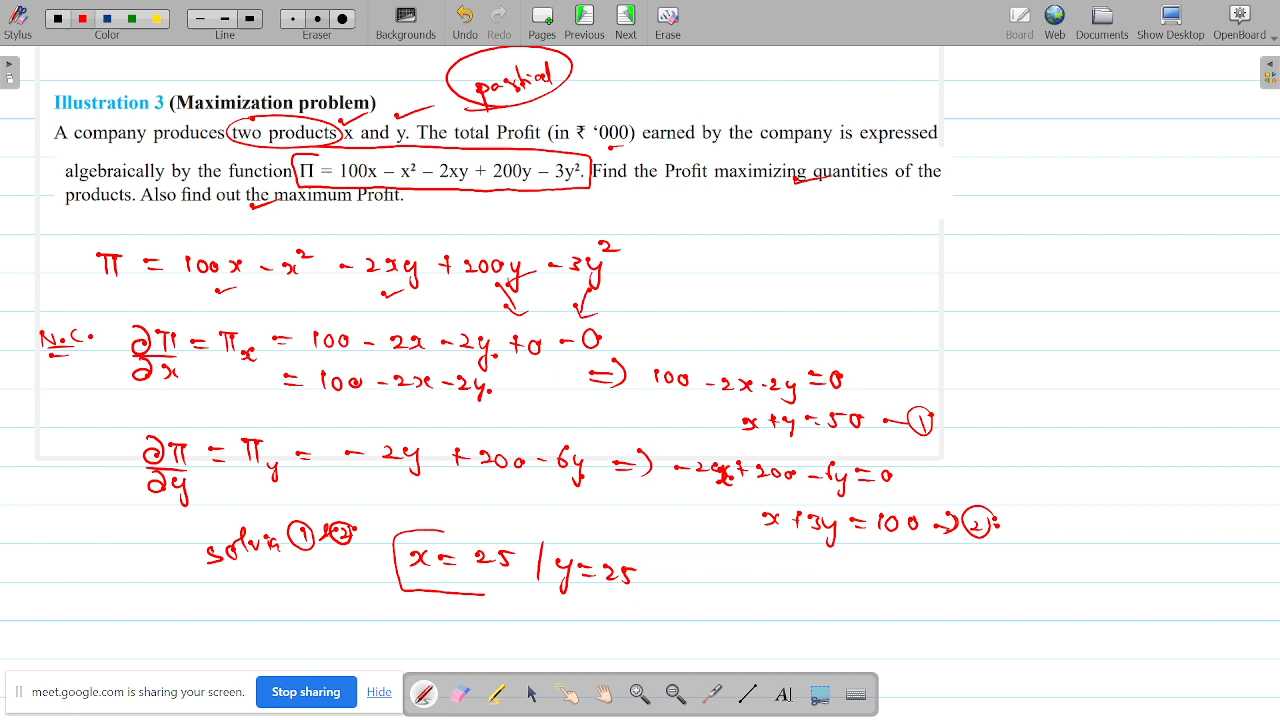 Stylus Color Line Eraser Backgrounds Undo Redo Pages Previous Next Erase Board Web Documents Show Desktop OpenBoard
partial
Illustration 3 (Maximization problem)
A company produces two products x and y. The total Profit (in ₹ ‘000) earned by the company is expressed
algebraically by the function Π = 100x – x² – 2xy + 200y – 3y². Find the Profit maximizing quantities of the
products. Also find out the maximum Profit.
π = 100x - x² - 2xy + 200y - 3y²
N.C. ∂π/∂x = πx = 100 - 2x - 2y + 0 - 0
= 100 - 2x - 2y. ⇒ 100 - 2x - 2y = 0
x + y = 50 — ①
∂π/∂y = πy = - 2y + 200 - 6y ⇒ - 2x + 200 - 6y = 0
x + 3y = 100 → ②
① & ②
x = 25 / y = 25
meet.google.com is sharing your screen. Stop sharing Hide